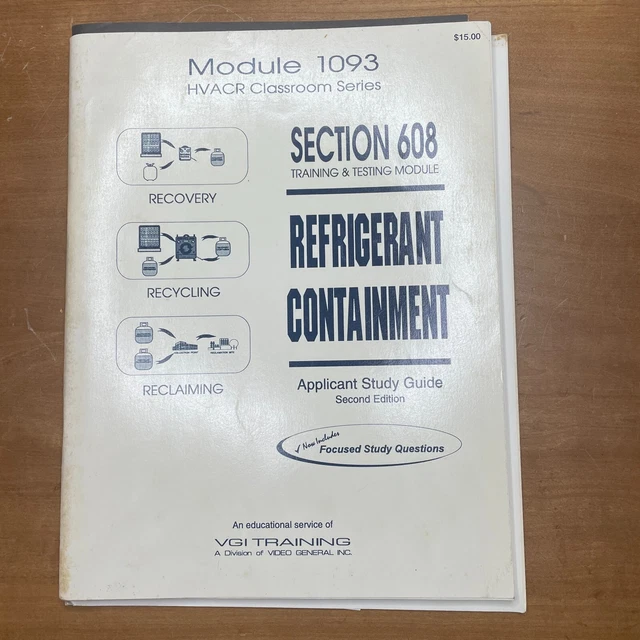 $15.00
Module 1093
HVACR Classroom Series
SECTION 608
TRAINING & TESTING MODULE
RECOVERY
REFRIGERANT
CONTAINMENT
RECYCLING
RECLAIMING
Applicant Study Guide
Second Edition
✓ Now Includes
Focused Study Questions
An educational service of
VGI TRAINING
A Division of VIDEO GENERAL INC.